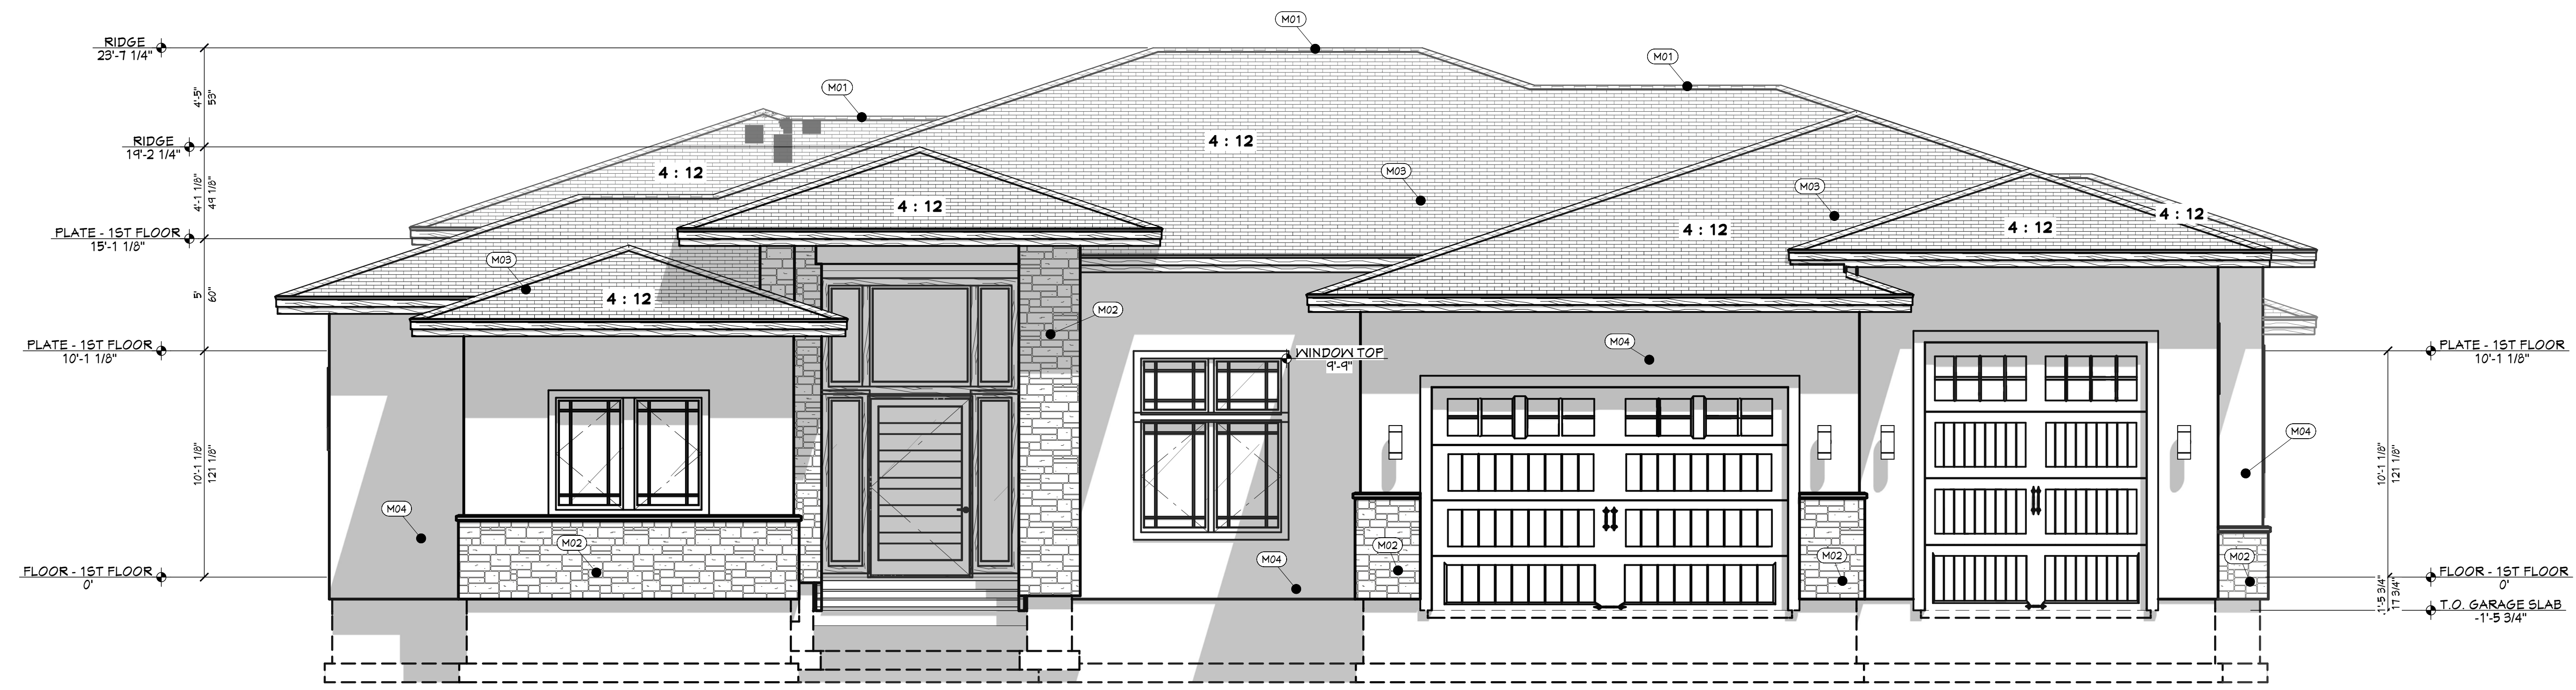 M01
RIDGE
23'-7 1/4"
M01
M01
4'-5"
53"
RIDGE
19'-2 1/4"
4 : 12
4 : 12
M03
M03
4'-1 1/8"
49 1/8"
4 : 12
4 : 12
4 : 12
4 : 12
PLATE - 1ST FLOOR
15'-1 1/8"
M03
4 : 12
5'
60"
M02
PLATE - 1ST FLOOR
10'-1 1/8"
WINDOW TOP
9'-9"
M04
PLATE - 1ST FLOOR
10'-1 1/8"
M04
10'-1 1/8"
121 1/8"
10'-1 1/8"
121 1/8"
M04
M02
M02
M02
M02
M04
FLOOR - 1ST FLOOR
0'
FLOOR - 1ST FLOOR
0'
1'-5 3/4"
17 3/4"
T.O. GARAGE SLAB
-1'-5 3/4"